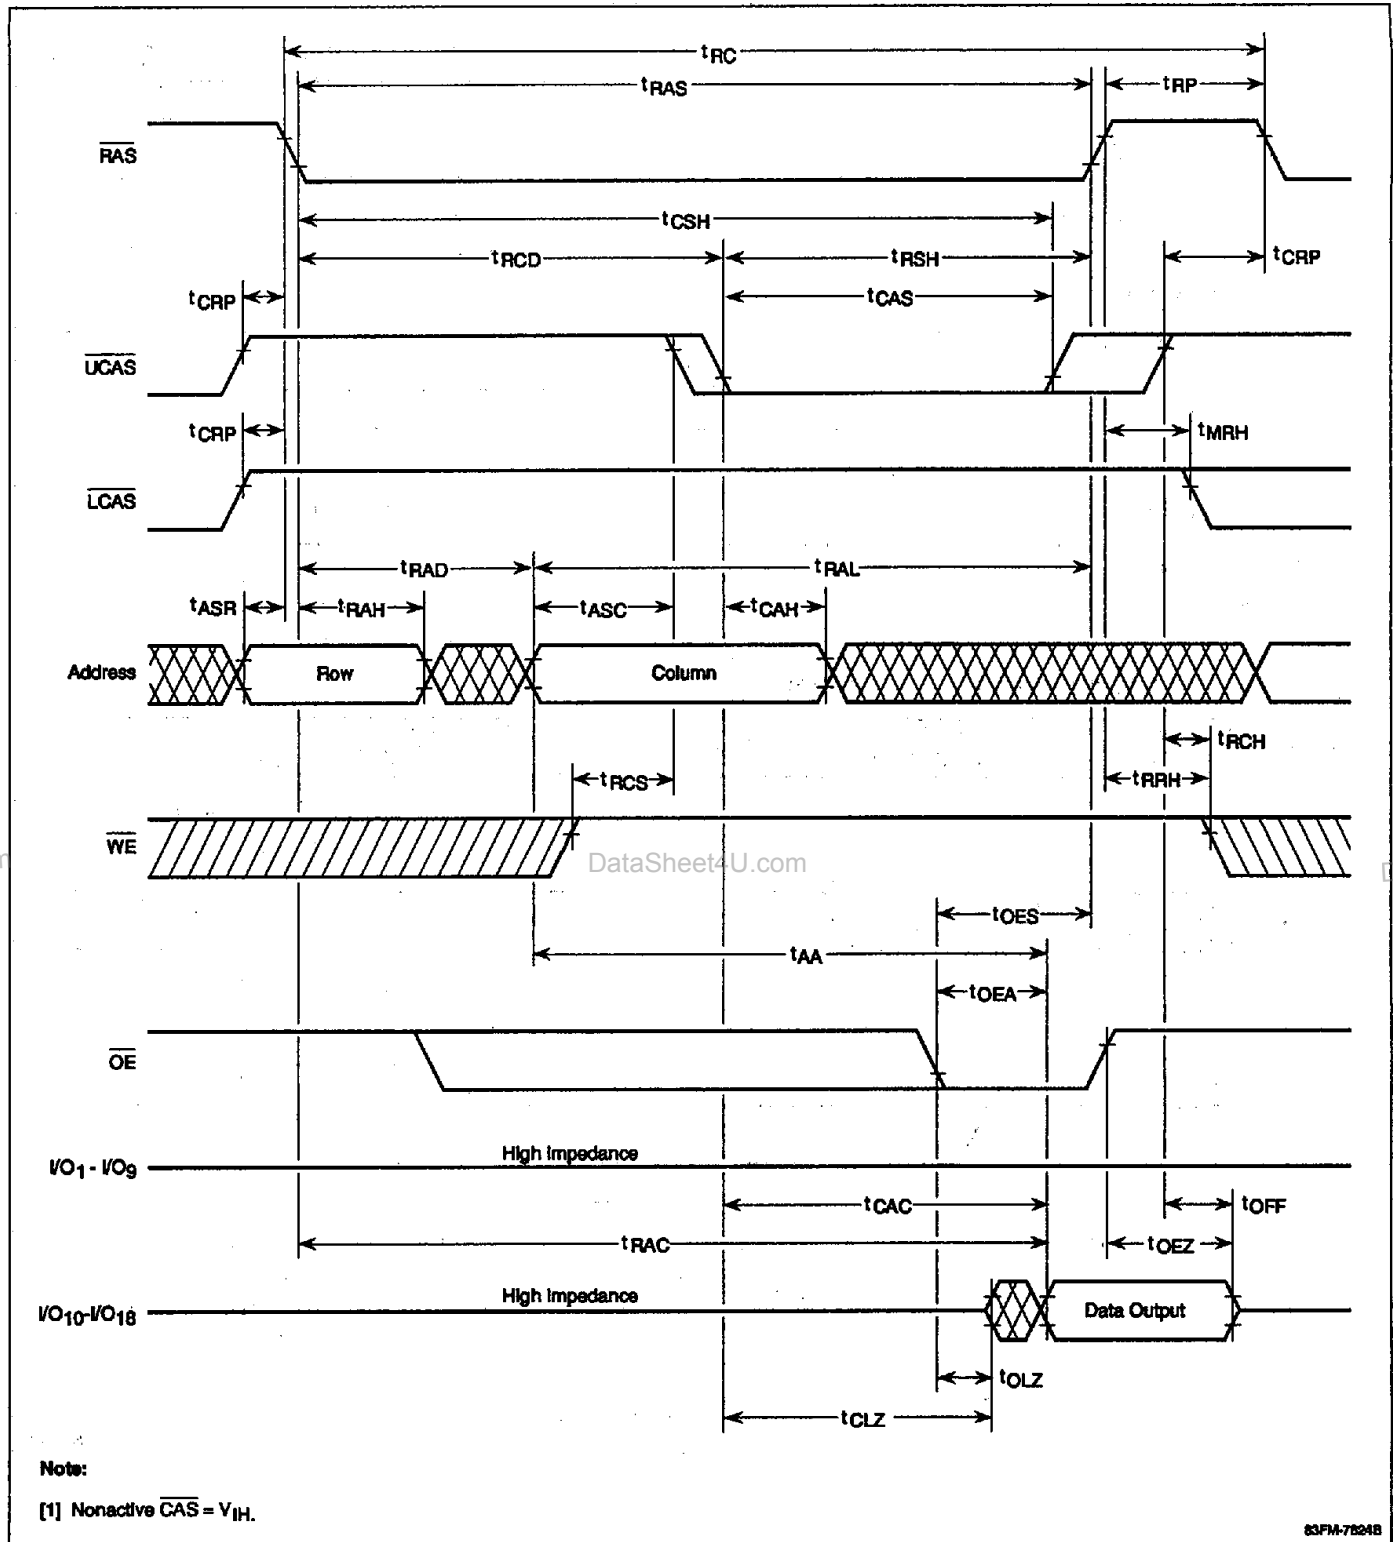 tRC
tRAS
tRP
RAS
tCSH
tRCD
tRSH
tCRP
tCRP
tCAS
UCAS
tCRP
tMRH
LCAS
tRAD
tRAL
tASR
tRAH
tASC
tCAH
Address
Row
Column
tRCH
tRCS
tRRH
WE
DataSheet4U.com
tOES
tAA
tOEA
OE
High Impedance
I/O1 - I/O9
tCAC
tOFF
tRAC
tOEZ
High Impedance
I/O10-I/O18
Data Output
tOLZ
tCLZ
Note:
[1] Nonactive CAS = VIH.
83FM-7824B